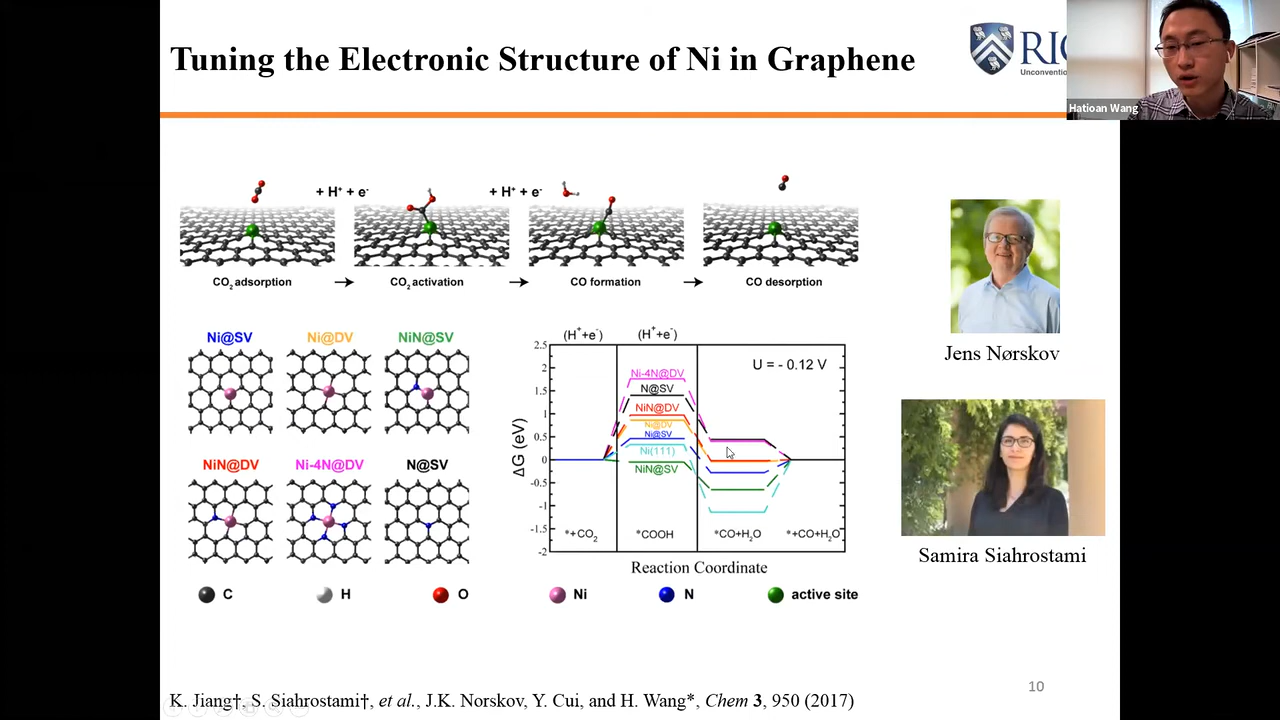 Tuning the Electronic Structure of Ni in Graphene
RIC
Unconventi
Hatioan Wang
+ H⁺ + e⁻
+ H⁺ + e⁻
CO₂ adsorption
CO₂ activation
CO formation
CO desorption
Jens Nørskov
Ni@SV
Ni@DV
NiN@SV
NiN@DV
Ni-4N@DV
N@SV
(H⁺+e⁻)
(H⁺+e⁻)
U = - 0.12 V
2.5
2
1.5
1
0.5
0
-0.5
-1
-1.5
-2
ΔG (eV)
Ni-4N@DV
N@SV
NiN@DV
Ni@DV
Ni@SV
Ni(111)
NiN@SV
*+CO₂
*COOH
*CO+H₂O
*+CO+H₂O
Reaction Coordinate
Samira Siahrostami
C
H
O
Ni
N
active site
10
K. Jiang†, S. Siahrostami†, et al., J.K. Norskov, Y. Cui, and H. Wang*, Chem 3, 950 (2017)